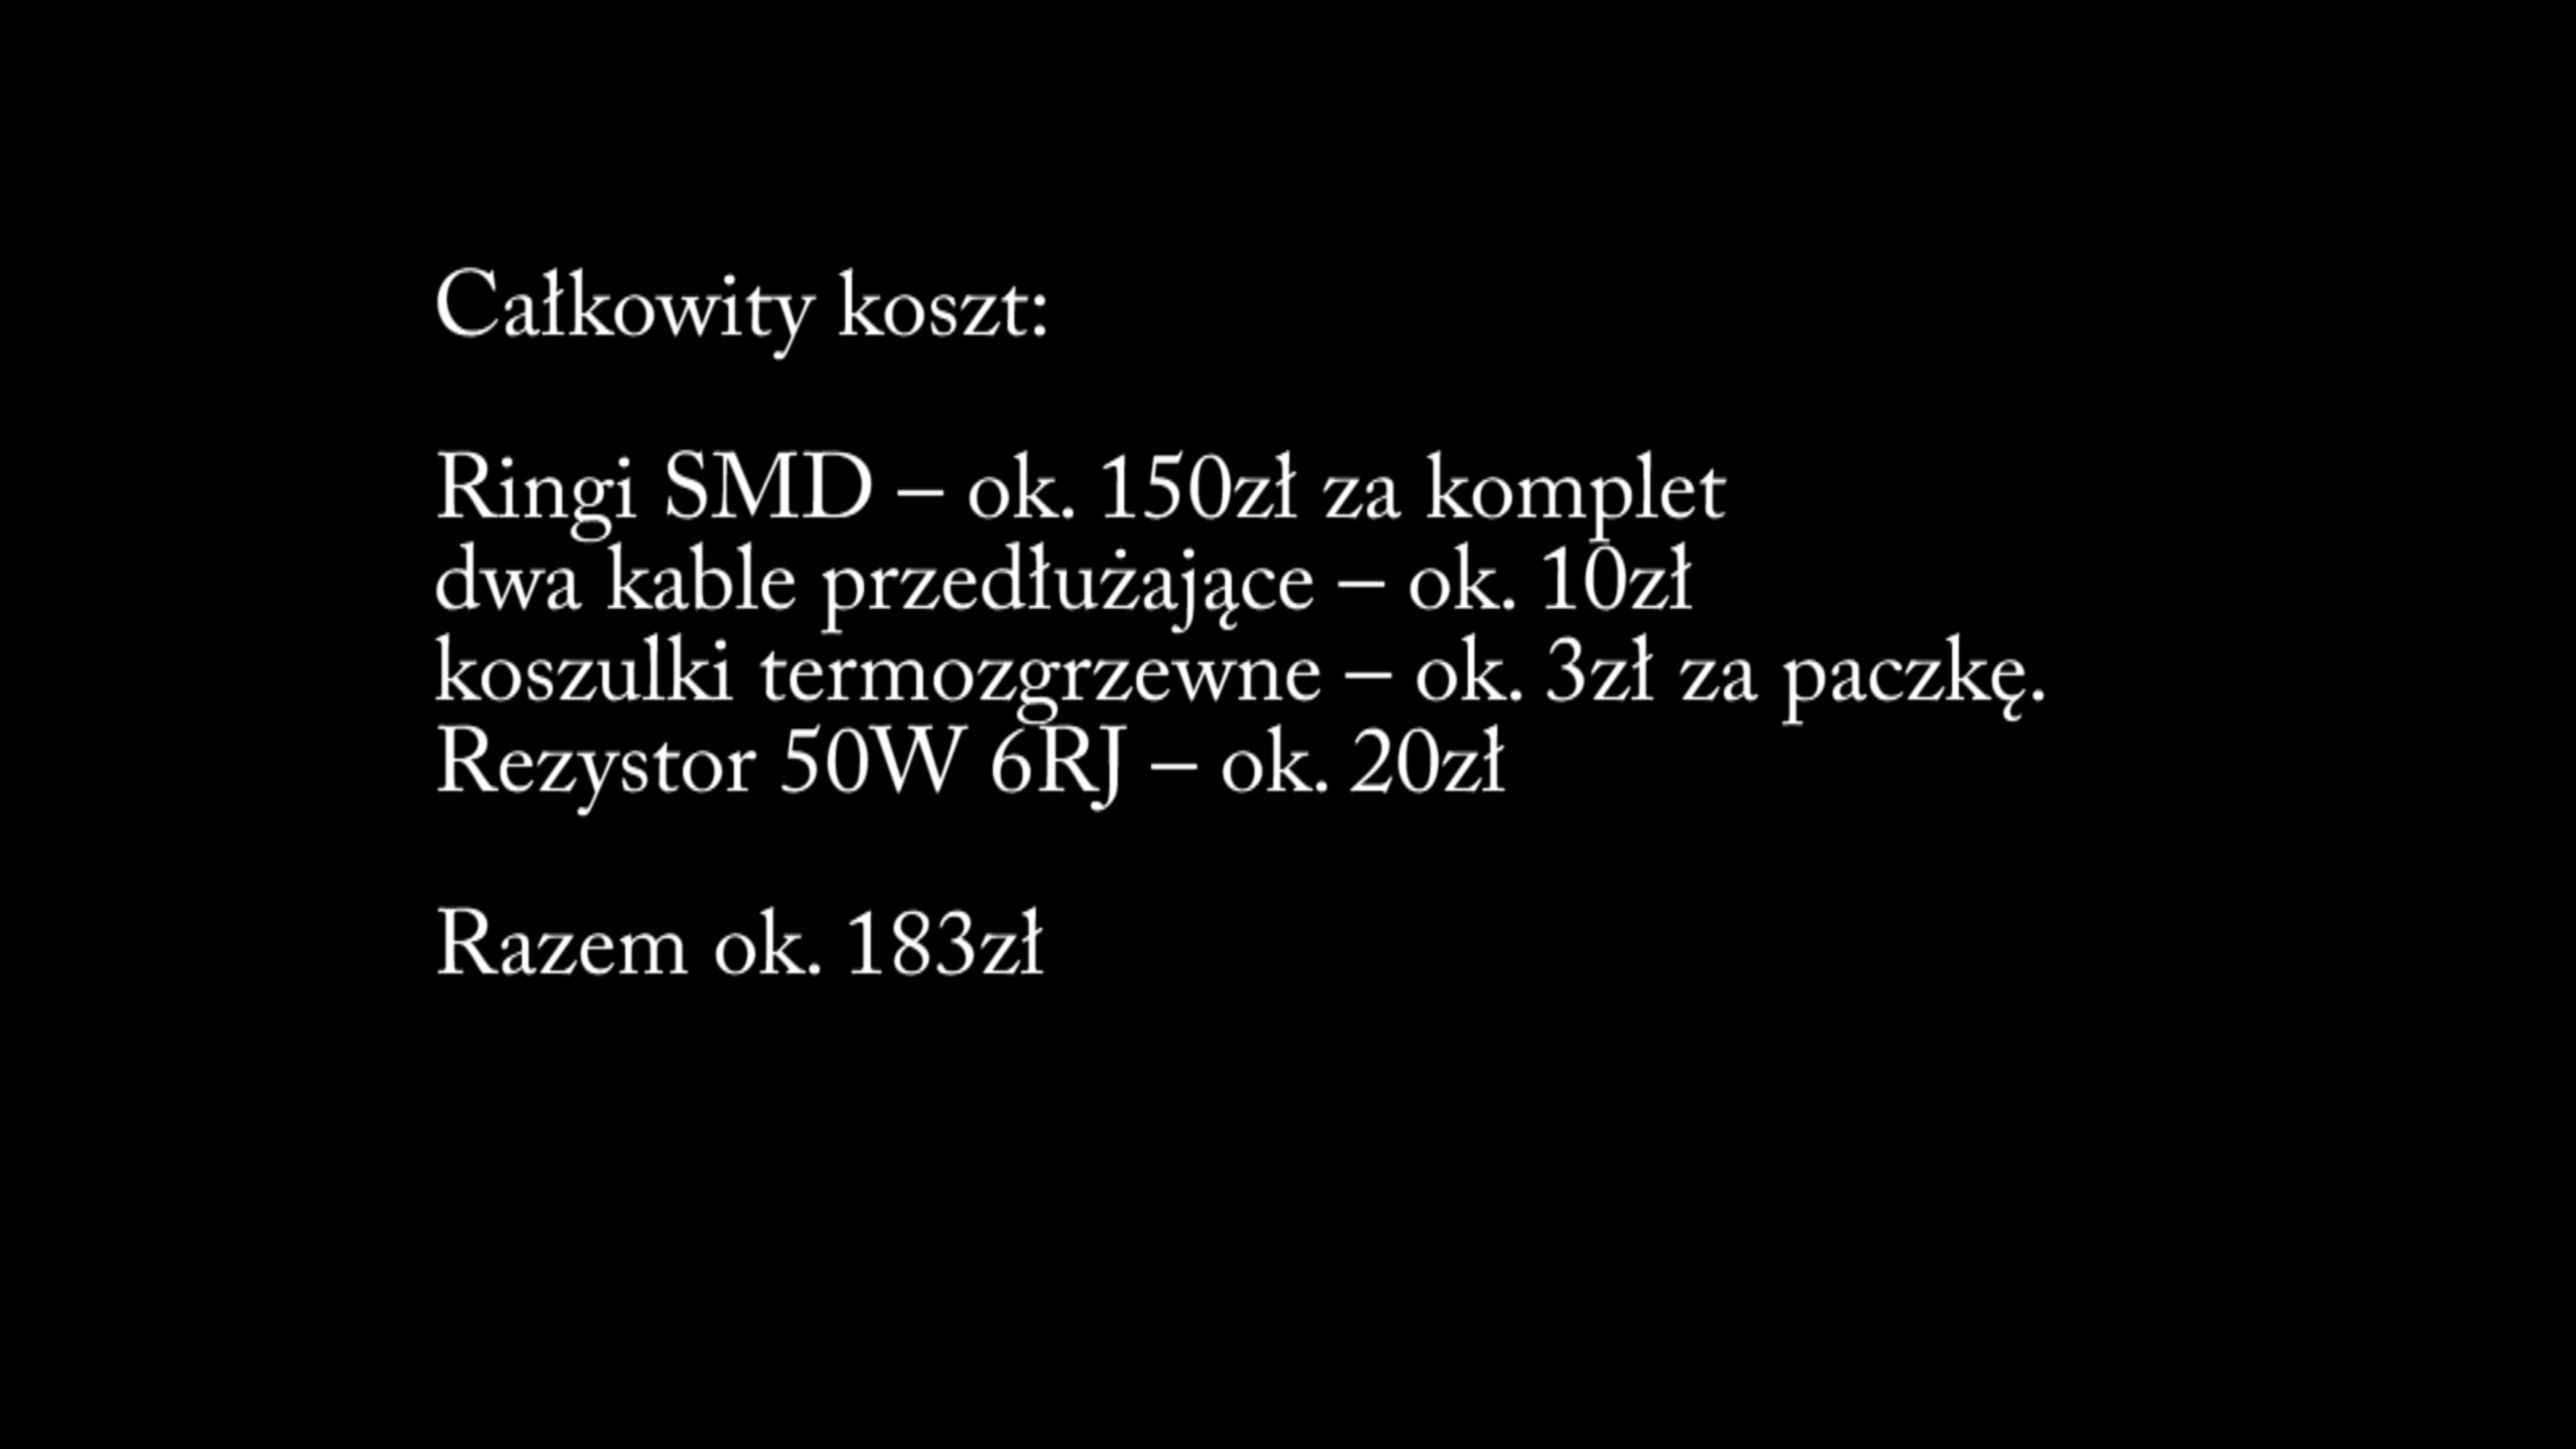 Całkowity koszt:
Ringi SMD – ok. 150zł za komplet
dwa kable przedłużające – ok. 10zł
koszulki termozgrzewne – ok. 3zł za paczkę.
Rezystor 50W 6RJ – ok. 20zł
Razem ok. 183zł